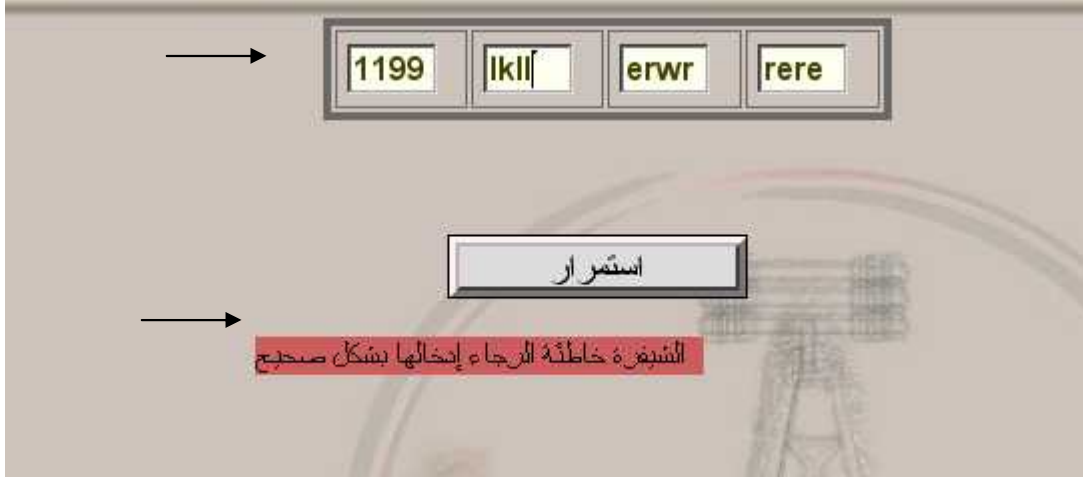 1199 lkll erwr rere
استمرار
الشيفرة خاطئة الرجاء إدخالها بشكل صحيح